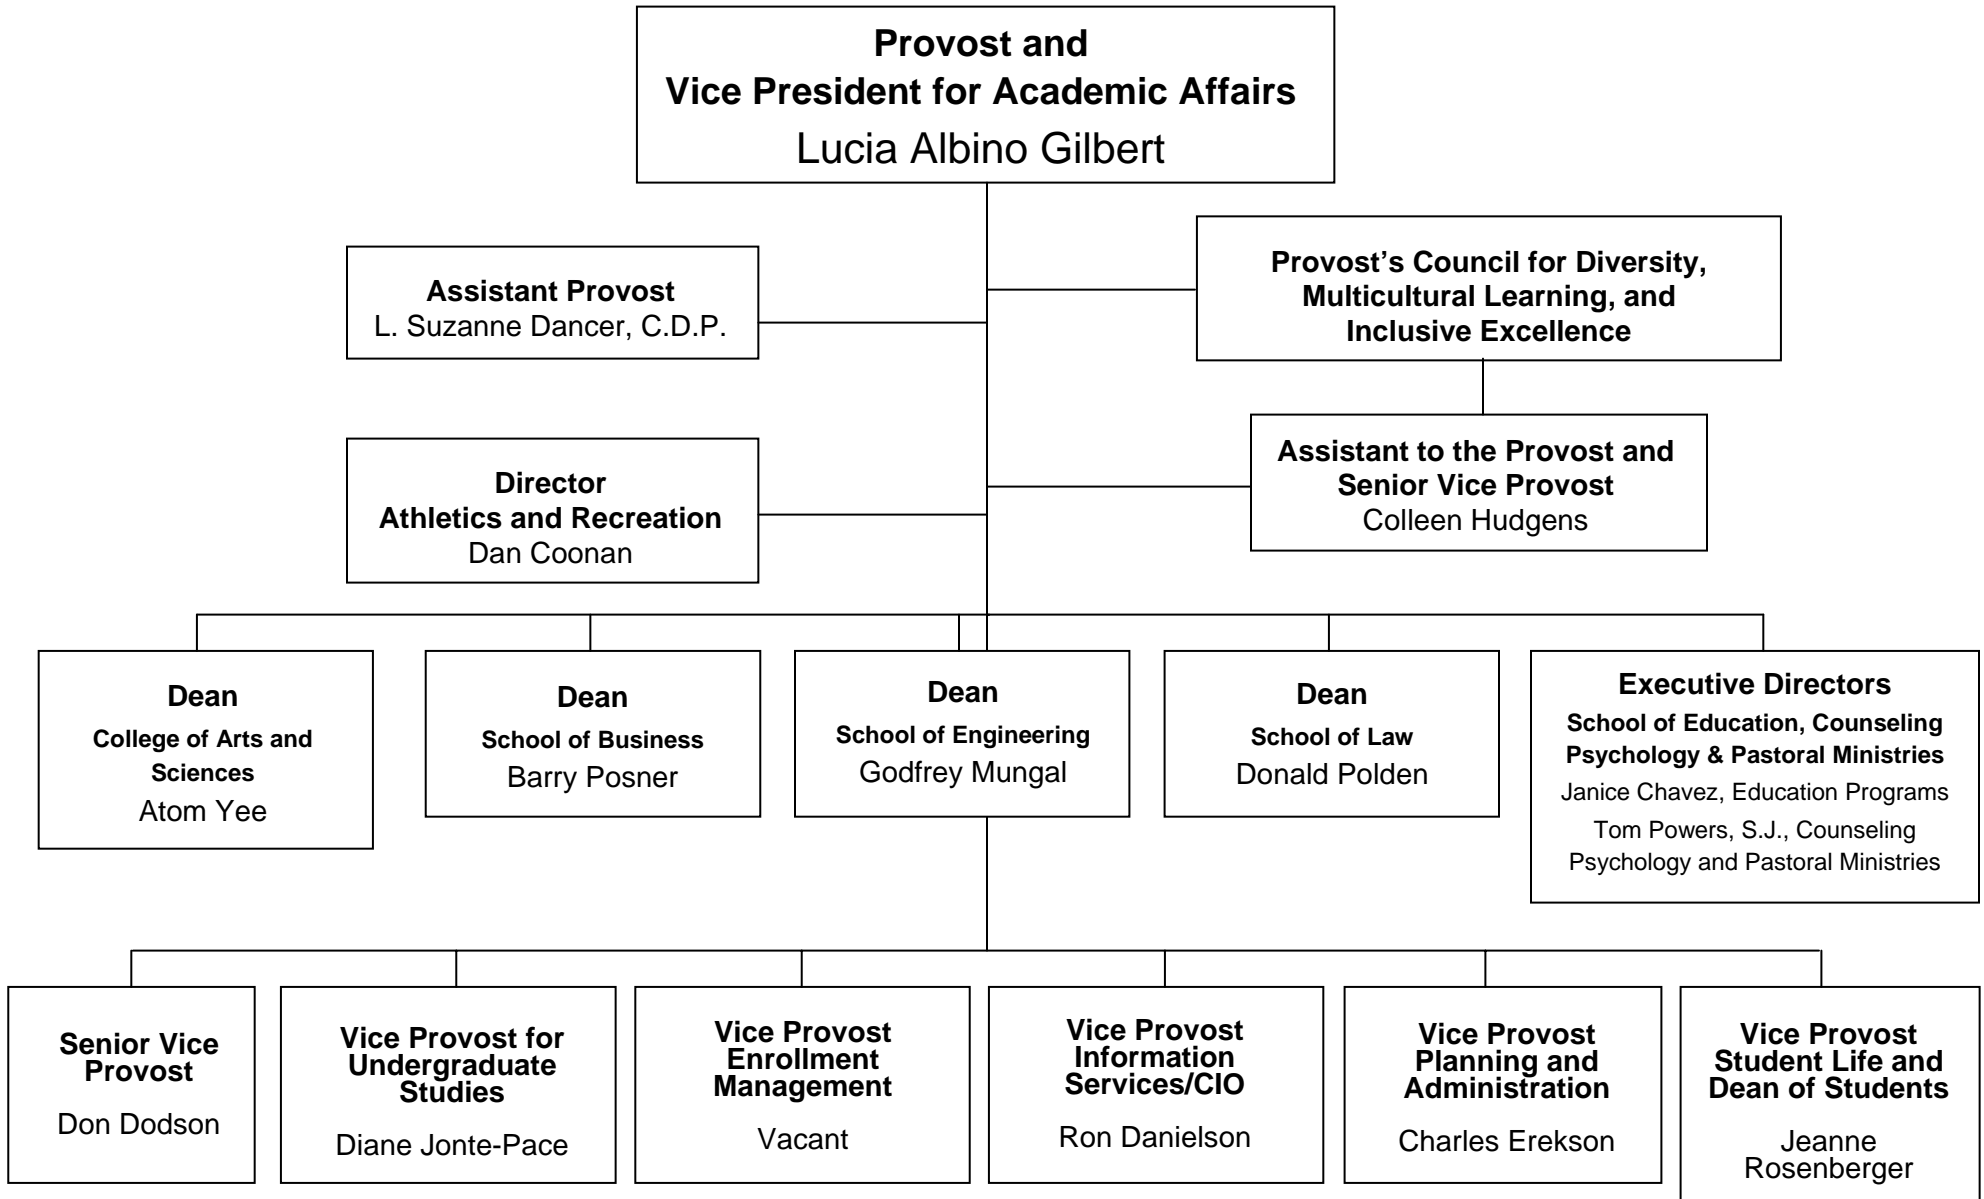 Provost and
Vice President for Academic Affairs
Lucia Albino Gilbert
Assistant Provost
L. Suzanne Dancer, C.D.P.
Provost’s Council for Diversity,
Multicultural Learning, and
Inclusive Excellence
Director
Athletics and Recreation
Dan Coonan
Assistant to the Provost and
Senior Vice Provost
Colleen Hudgens
Dean
College of Arts and
Sciences
Atom Yee
Dean
School of Business
Barry Posner
Dean
School of Engineering
Godfrey Mungal
Dean
School of Law
Donald Polden
Executive Directors
School of Education, Counseling
Psychology & Pastoral Ministries
Janice Chavez, Education Programs
Tom Powers, S.J., Counseling
Psychology and Pastoral Ministries
Senior Vice
Provost
Don Dodson
Vice Provost for
Undergraduate
Studies
Diane Jonte-Pace
Vice Provost
Enrollment
Management
Vacant
Vice Provost
Information
Services/CIO
Ron Danielson
Vice Provost
Planning and
Administration
Charles Erekson
Vice Provost
Student Life and
Dean of Students
Jeanne
Rosenberger